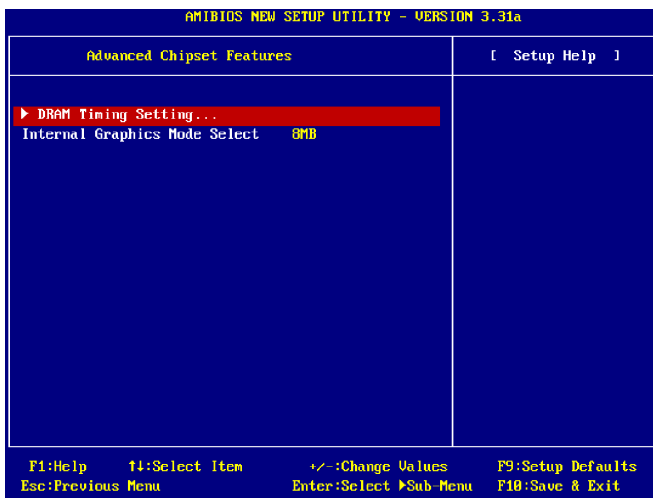 AMIBIOS NEW SETUP UTILITY - VERSION 3.31a
Advanced Chipset Features
[ Setup Help ]
▶ DRAM Timing Setting...
Internal Graphics Mode Select 8MB
F1:Help ↑↓:Select Item +/-:Change Values F9:Setup Defaults
Esc:Previous Menu Enter:Select ▶Sub-Menu F10:Save & Exit